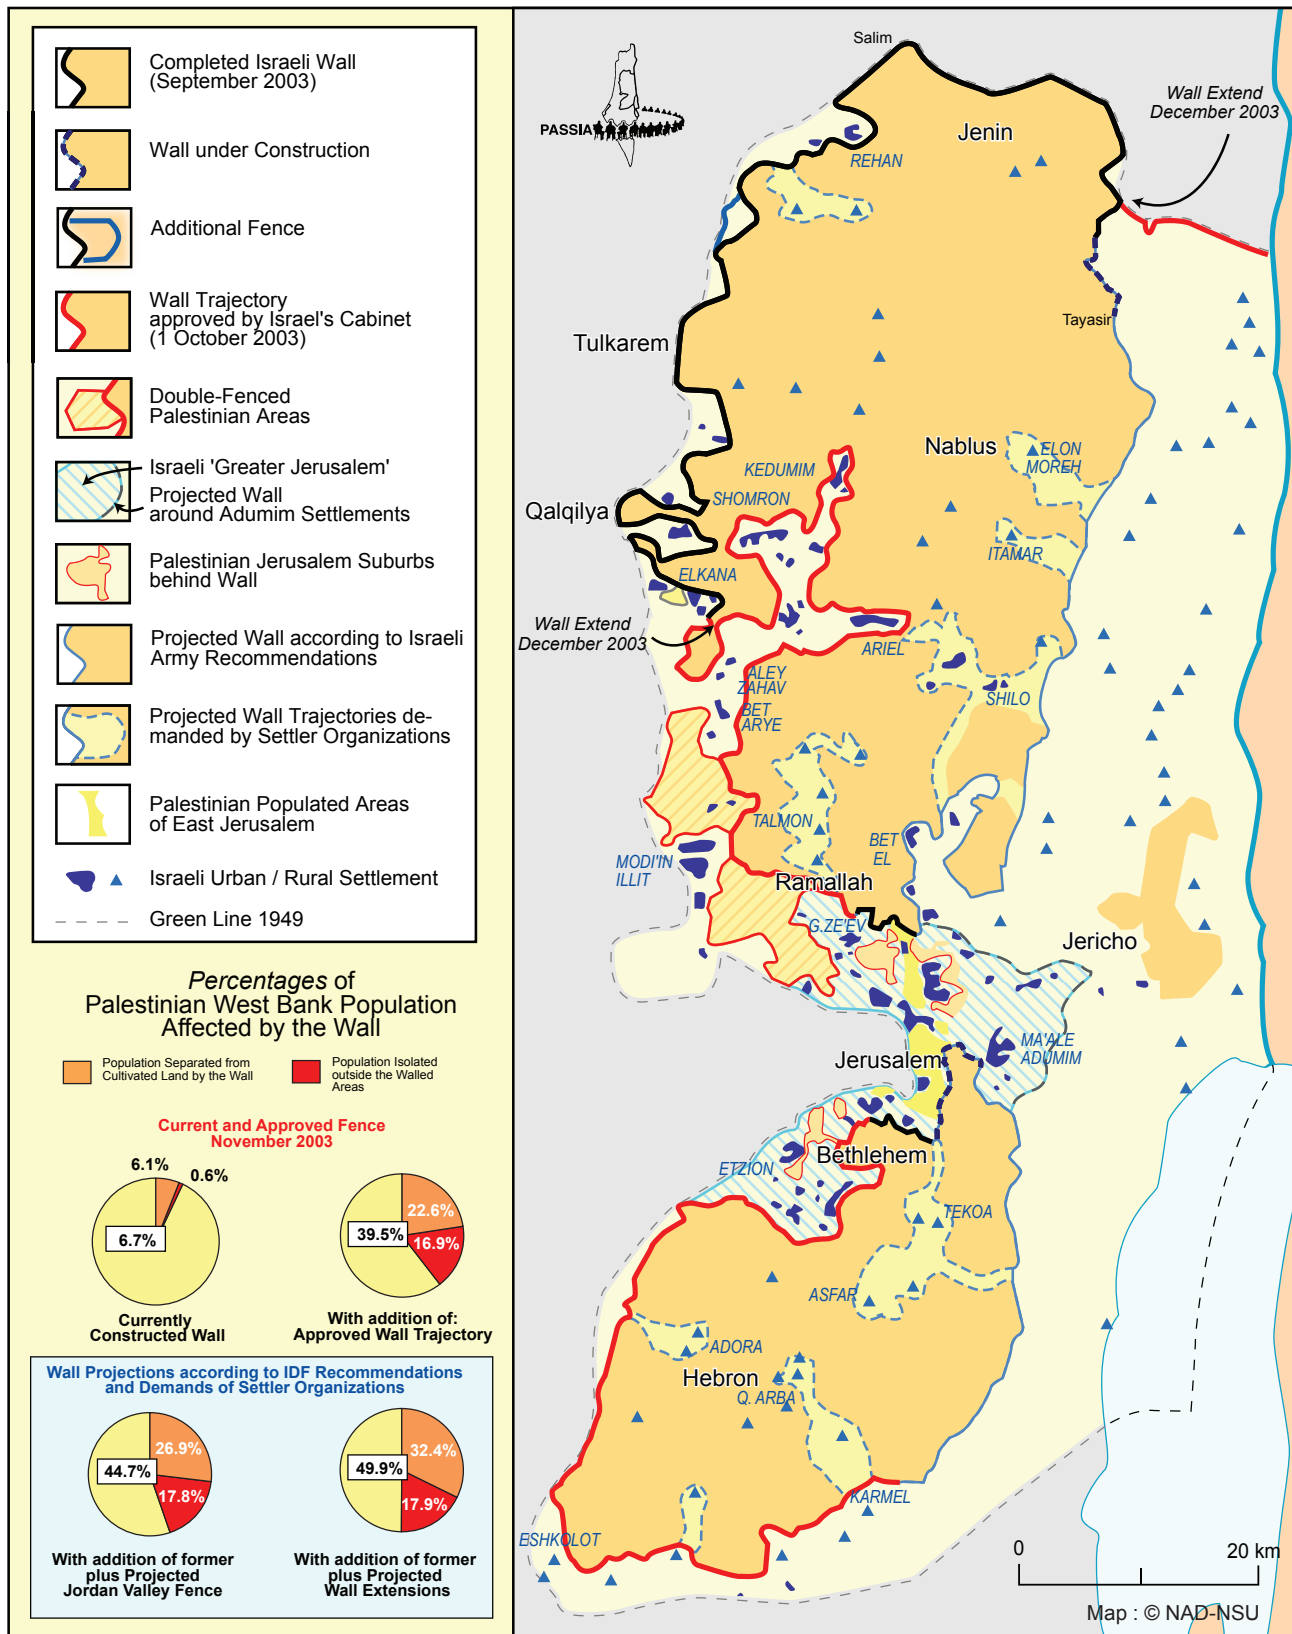 Completed Israeli Wall
(September 2003)
Wall under Construction
Additional Fence
Wall Trajectory
approved by Israel's Cabinet
(1 October 2003)
Double-Fenced
Palestinian Areas
Israeli 'Greater Jerusalem'
Projected Wall
around Adumim Settlements
Palestinian Jerusalem Suburbs
behind Wall
Projected Wall according to Israeli
Army Recommendations
Projected Wall Trajectories de-
manded by Settler Organizations
Palestinian Populated Areas
of East Jerusalem
Israeli Urban / Rural Settlement
Green Line 1949
Percentages of
Palestinian West Bank Population
Affected by the Wall
Population Separated from
Cultivated Land by the Wall
Population Isolated
outside the Walled
Areas
Current and Approved Fence
November 2003
6.1%
0.6%
6.7%
Currently
Constructed Wall
22.6%
39.5%
16.9%
With addition of:
Approved Wall Trajectory
Wall Projections according to IDF Recommendations
and Demands of Settler Organizations
26.9%
44.7%
17.8%
With addition of former
plus Projected
Jordan Valley Fence
32.4%
49.9%
17.9%
With addition of former
plus Projected
Wall Extensions
PASSIA
Salim
Wall Extend
December 2003
Jenin
REHAN
Tayasir
Tulkarem
Nablus
ELON
MOREH
KEDUMIM
SHOMRON
Qalqilya
ITAMAR
ELKANA
Wall Extend
December 2003
ARIEL
ALEY
ZAHAV
SHILO
BET
ARYE
TALMON
BET
EL
MODI'IN
ILLIT
Ramallah
G.ZE'EV
Jericho
MA'ALE
ADUMIM
Jerusalem
Bethlehem
ETZION
TEKOA
ASFAR
ADORA
Hebron
Q. ARBA
KARMEL
ESHKOLOT
0
20 km
Map : © NAD-NSU